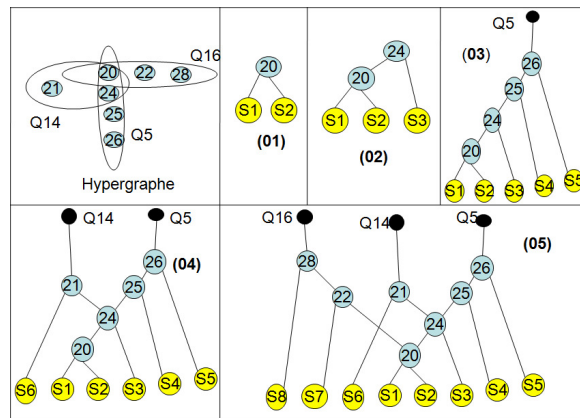 20 22 28 Q16
21 24
Q14 25 Q5
26
Hypergraphe
20
S1 S2
(01)
24
20
S1 S2 S3
(02)
Q5
(03)
26
25
24
20
S1 S2 S3 S4 S5
Q14 Q5
(04)
26
21 25
24
20
S6 S1 S2 S3 S4 S5
Q16 Q14 Q5
(05)
28 26
22 21 25
24
20
S8 S7 S6 S1 S2 S3 S4 S5